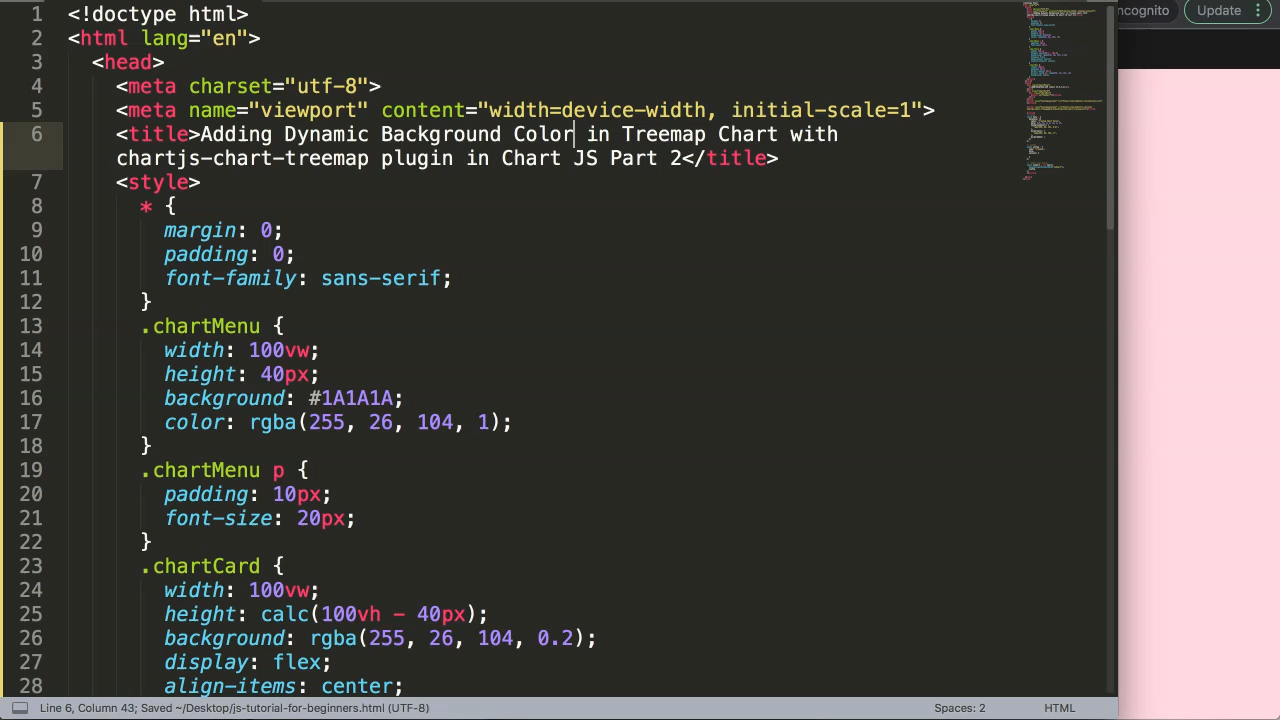 1 <!doctype html>
ncognito
Update
2 <html lang="en">
3 <head>
4 <meta charset="utf-8">
5 <meta name="viewport" content="width=device-width, initial-scale=1">
6 <title>Adding Dynamic Background Color in Treemap Chart with
chartjs-chart-treemap plugin in Chart JS Part 2</title>
7 <style>
8 * {
9 margin: 0;
10 padding: 0;
11 font-family: sans-serif;
12 }
13 .chartMenu {
14 width: 100vw;
15 height: 40px;
16 background: #1A1A1A;
17 color: rgba(255, 26, 104, 1);
18 }
19 .chartMenu p {
20 padding: 10px;
21 font-size: 20px;
22 }
23 .chartCard {
24 width: 100vw;
25 height: calc(100vh - 40px);
26 background: rgba(255, 26, 104, 0.2);
27 display: flex;
28 align-items: center;
Line 6, Column 43; Saved ~/Desktop/js-tutorial-for-beginners.html (UTF-8)
Spaces: 2
HTML